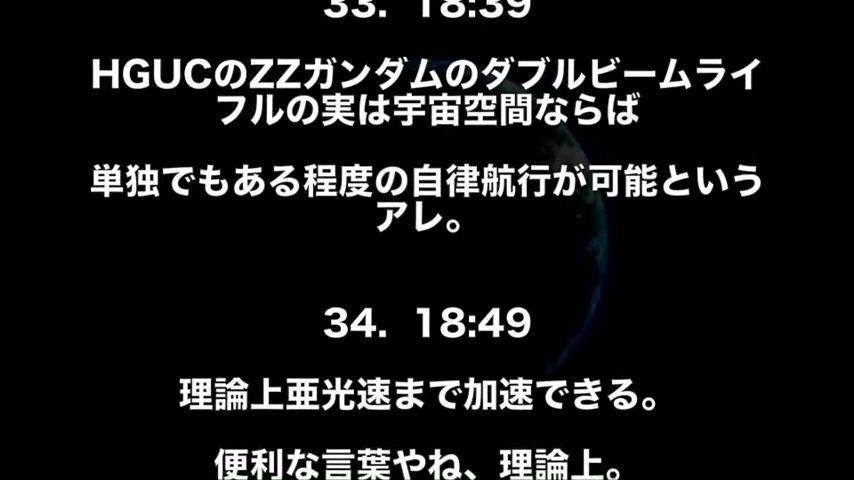 33. 18:39
HGUCのZZガンダムのダブルビームライ
フルの実は宇宙空間ならば
単独でもある程度の自律航行が可能という
アレ。
34. 18:49
理論上亜光速まで加速できる。
便利な言葉やね、理論上。